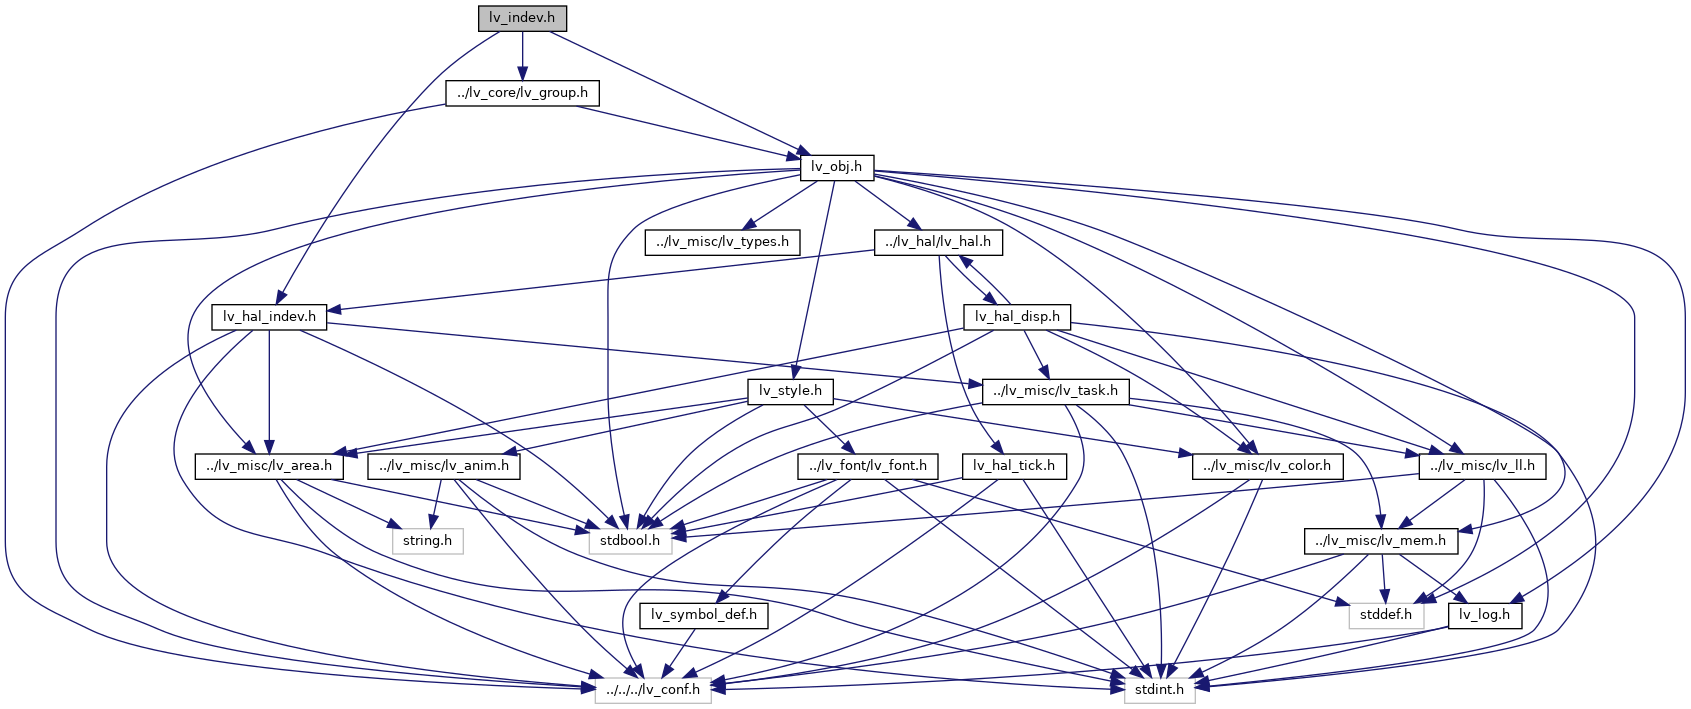 lv_indev.h
../lv_core/lv_group.h
lv_obj.h
../lv_misc/lv_types.h
../lv_hal/lv_hal.h
lv_hal_indev.h
lv_hal_disp.h
lv_style.h
../lv_misc/lv_task.h
../lv_misc/lv_area.h
../lv_misc/lv_anim.h
../lv_font/lv_font.h
lv_hal_tick.h
../lv_misc/lv_color.h
../lv_misc/lv_ll.h
string.h
stdbool.h
../lv_misc/lv_mem.h
lv_symbol_def.h
stddef.h
lv_log.h
../../../lv_conf.h
stdint.h